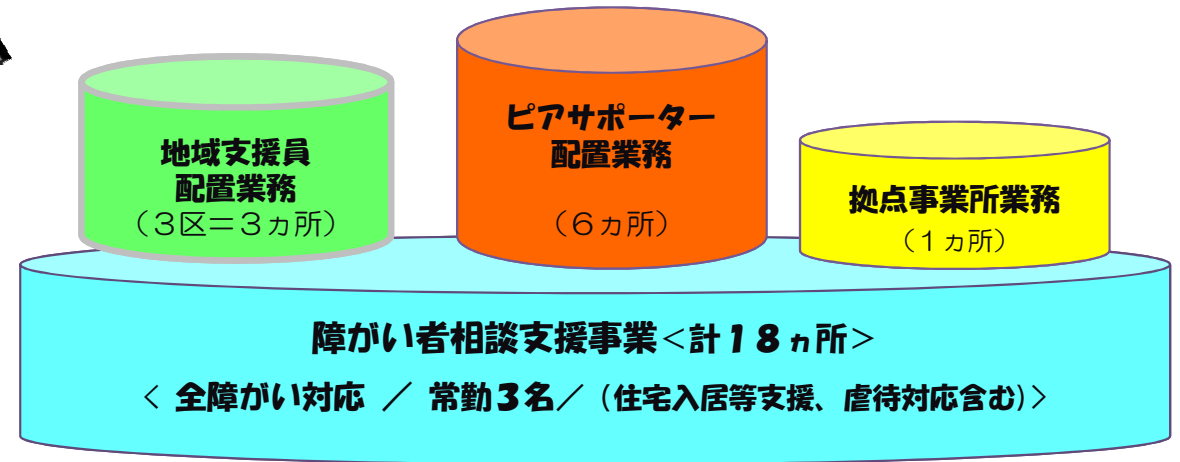 地域支援員
配置業務
（３区＝３ヵ所）
ピアサポーター
配置業務
（６ヵ所）
拠点事業所業務
（１ヵ所）
障がい者相談支援事業＜計１８ヵ所＞
＜ 全障がい対応 ／ 常勤３名／（住宅入居等支援、虐待対応含む）＞